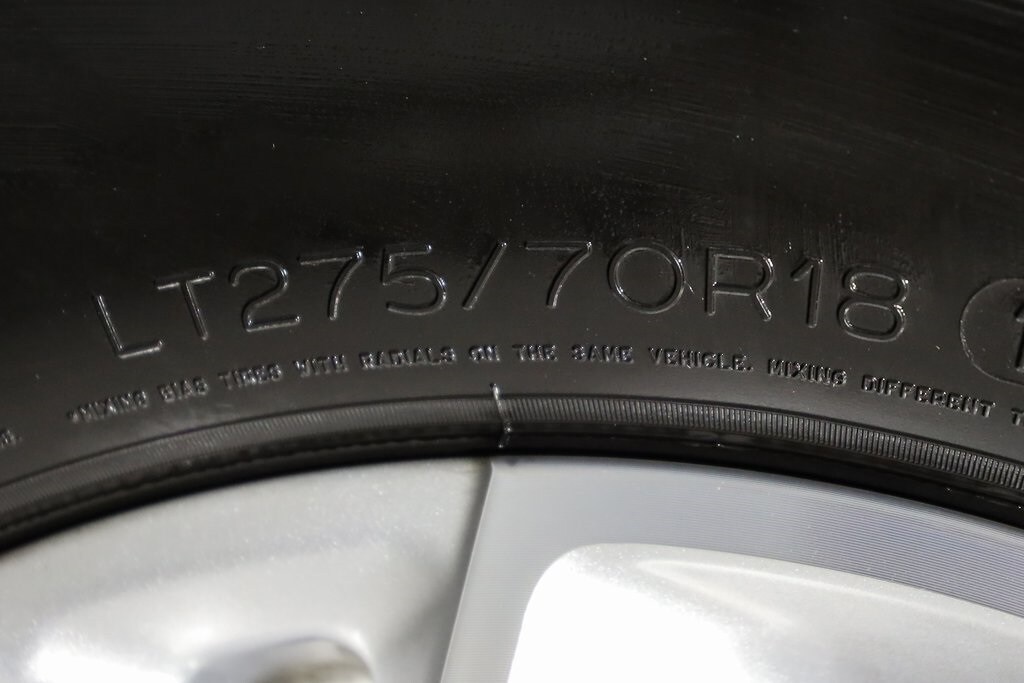 LT275/70R18
•MIXING BIAS TIRES WITH RADIALS ON THE SAME VEHICLE. MIXING DIFFERENT